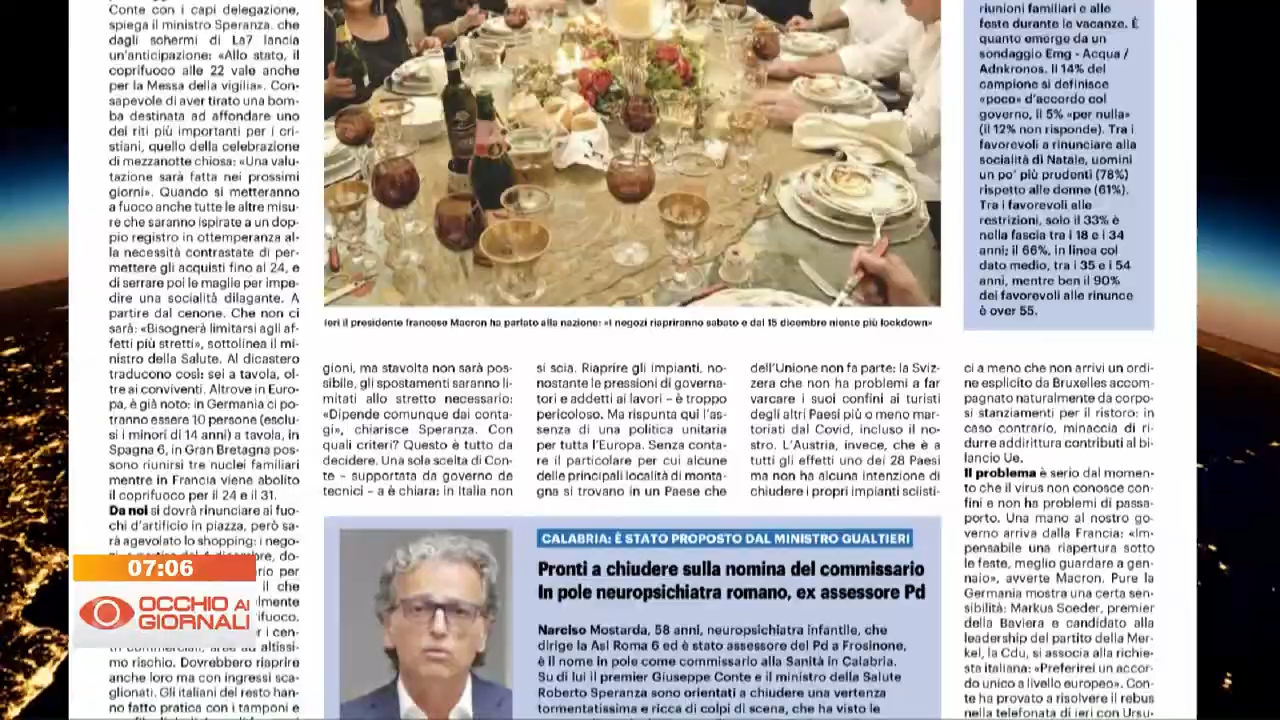 Conte con i capi delegazione,
spiega il ministro Speranza, che
dagli schermi di La7 lancia
un'anticipazione: «Allo stato, il
coprifuoco alle 22 vale anche
per la Messa della vigilia». Con-
sapevole di aver tirato una bom-
ba destinata ad affondare uno
dei riti più importanti per i cri-
stiani, quello della celebrazione
di mezzanotte chiosa: «Una valu-
tazione sarà fatta nei prossimi
giorni». Quando si metteranno
a fuoco anche tutte le altre misu-
re che saranno ispirate a un dop-
pio registro in ottemperanza al-
la necessità contrastate di per-
mettere gli acquisti fino al 24, e
di serrare poi le maglie per impe-
dire una socialità dilagante. A
partire dal cenone. Che non ci
sarà: «Bisognerà limitarsi agli af-
fetti più stretti», sottolinea il mi-
nistro della Salute. Al dicastero
traducono così: sei a tavola, ol-
tre ai conviventi. Altrove in Euro-
pa, è già noto: in Germania ci po-
tranno essere 10 persone (esclu-
si i minori di 14 anni) a tavola, in
Spagna 6, in Gran Bretagna pos-
sono riunirsi tre nuclei familiari
mentre in Francia viene abolito
il coprifuoco per il 24 e il 31.
Da noi si dovrà rinunciare ai fuo-
chi d'artificio in piazza, però sa-
rà agevolato lo shopping: i nego-
07:06
OCCHIO AI
GIORNALI
mo rischio. Dovrebbero riaprire
anche loro ma con ingressi sca-
glionati. Gli italiani del resto han-
no fatto pratica con i tamponi e
Ieri il presidente francese Macron ha parlato alla nazione: «I negozi riapriranno sabato e dal 15 dicembre niente più lockdown»
gioni, ma stavolta non sarà pos-
sibile, gli spostamenti saranno li-
mitati allo stretto necessario:
«Dipende comunque dai conta-
gi», chiarisce Speranza. Con
quali criteri? Questo è tutto da
decidere. Una sola scelta di Con-
te - supportata da governo de
tecnici - a è chiara: in Italia non
si scia. Riaprire gli impianti, no-
nostante le pressioni di governa-
tori e addetti ai lavori - è troppo
pericoloso. Ma rispunta qui l'as-
senza di una politica unitaria
per tutta l'Europa. Senza conta-
re il particolare per cui alcune
delle principali località di monta-
gna si trovano in un Paese che
dell'Unione non fa parte: la Sviz-
zera che non ha problemi a far
varcare i suoi confini ai turisti
degli altri Paesi più o meno mar-
toriati dal Covid, incluso il no-
stro. L'Austria, invece, che è a
tutti gli effetti uno dei 28 Paesi
ma non ha alcuna intenzione di
chiudere i propri impianti sciisti-
CALABRIA: È STATO PROPOSTO DAL MINISTRO GUALTIERI
Pronti a chiudere sulla nomina del commissario
In pole neuropsichiatra romano, ex assessore Pd
Narciso Mostarda, 58 anni, neuropsichiatra infantile, che
dirige la Asl Roma 6 ed è stato assessore del Pd a Frosinone,
è il nome in pole come commissario alla Sanità in Calabria.
Su di lui il premier Giuseppe Conte e il ministro della Salute
Roberto Speranza sono orientati a chiudere una vertenza
tormentatissima e ricca di colpi di scena, che ha visto le
riunioni familiari e alle
feste durante le vacanze. È
quanto emerge da un
sondaggio Emg - Acqua /
Adnkronos. Il 14% del
campione si definisce
«poco» d'accordo col
governo, il 5% «per nulla»
(il 12% non risponde). Tra i
favorevoli a rinunciare alla
socialità di Natale, uomini
un po' più prudenti (78%)
rispetto alle donne (61%).
Tra i favorevoli alle
restrizioni, solo il 33% è
nella fascia tra i 18 e i 34
anni; il 66%, in linea col
dato medio, tra i 35 e i 54
anni, mentre ben il 90%
dei favorevoli alle rinunce
è over 55.
ci a meno che non arrivi un ordi-
ne esplicito da Bruxelles accom-
pagnato naturalmente da corpo-
si stanziamenti per il ristoro: in
caso contrario, minaccia di ri-
durre addirittura contributi al bi-
lancio Ue.
Il problema è serio dal momen-
to che il virus non conosce con-
fini e non ha problemi di passa-
porto. Una mano al nostro go-
verno arriva dalla Francia: «Im-
pensabile una riapertura sotto
le feste, meglio guardare a gen-
naio», avverte Macron. Pure la
Germania mostra una certa sen-
sibilità: Markus Soeder, premier
della Baviera e candidato alla
leadership del partito della Mer-
kel, la Cdu, si associa alla richie-
sta italiana: «Preferirei un accor-
do unico a livello europeo». Con-
te ha provato a risolvere il rebus
nella telefonata di ieri con Ursu-